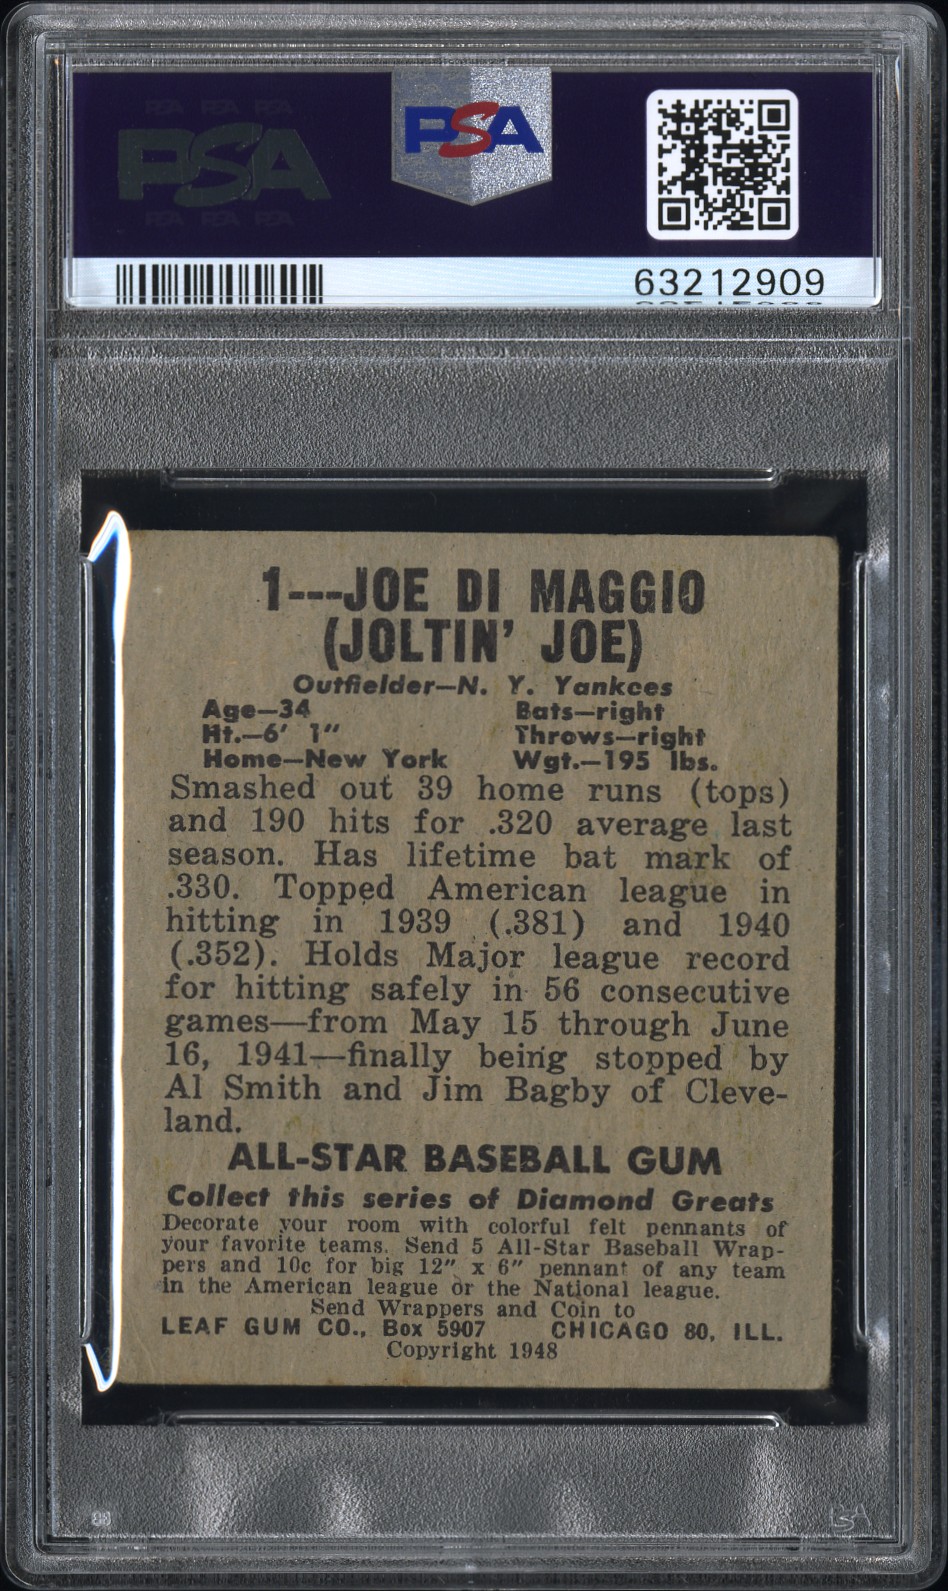 PSA PSA PSA
PSA
PSA PSA PSA
PSA
63212909
1---JOE DI MAGGIO
(JOLTIN' JOE)
Outfielder—N. Y. Yankees
Age—34 Bats—right
Ht.—6' 1" Throws—right
Home—New York Wgt.—195 lbs.
Smashed out 39 home runs (tops)
and 190 hits for .320 average last
season. Has lifetime bat mark of
.330. Topped American league in
hitting in 1939 (.381) and 1940
(.352). Holds Major league record
for hitting safely in 56 consecutive
games—from May 15 through June
16, 1941—finally being stopped by
Al Smith and Jim Bagby of Cleve-
land.
ALL-STAR BASEBALL GUM
Collect this series of Diamond Greats
Decorate your room with colorful felt pennants of
your favorite teams. Send 5 All-Star Baseball Wrap-
pers and 10c for big 12" x 6" pennant of any team
in the American league or the National league.
Send Wrappers and Coin to
LEAF GUM CO., Box 5907 CHICAGO 80, ILL.
Copyright 1948